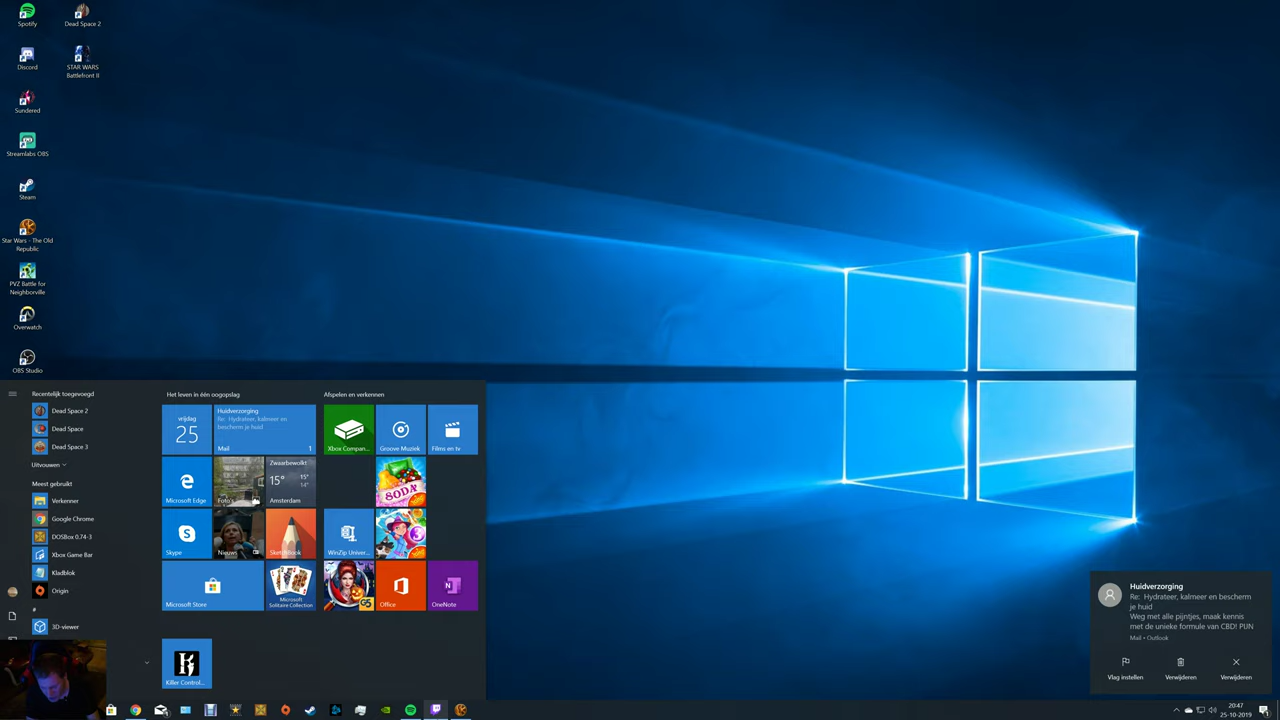 Spotify
Dead Space 2
Discord
STAR WARS
Battlefront II
Sundered
Streamlabs OBS
Steam
Star Wars - The Old
Republic
PVZ Battle for
Neighborville
Overwatch
OBS Studio
Recentelijk toegevoegd
Dead Space 2
Dead Space
Dead Space 3
Uitvouwen
Meest gebruikt
Verkenner
Google Chrome
DOSBox 0.74-3
Xbox Game Bar
Kladblok
Origin
#
3D-viewer
Het leven in één oogopslag
vrijdag
25
Huidverzorging
Re: Hydrateer, kalmeer en
bescherm je huid
Mail
1
Microsoft Edge
Foto's
Zwaarbewolkt
15°
15°
14°
Amsterdam
Skype
Nieuws
SketchBook
Microsoft Store
Microsoft
Solitaire Collection
Killer Control...
Afspelen en verkennen
Xbox Compan...
Groove Muziek
Films en tv
SODA
WinZip Univer...
3
G5
Office
OneNote
Huidverzorging
Re: Hydrateer, kalmeer en bescherm
je huid
Weg met alle pijntjes, maak kennis
met de unieke formule van CBD! PIJN
Mail • Outlook
Vlag instellen
Verwijderen
Verwijderen
20:47
25-10-2019